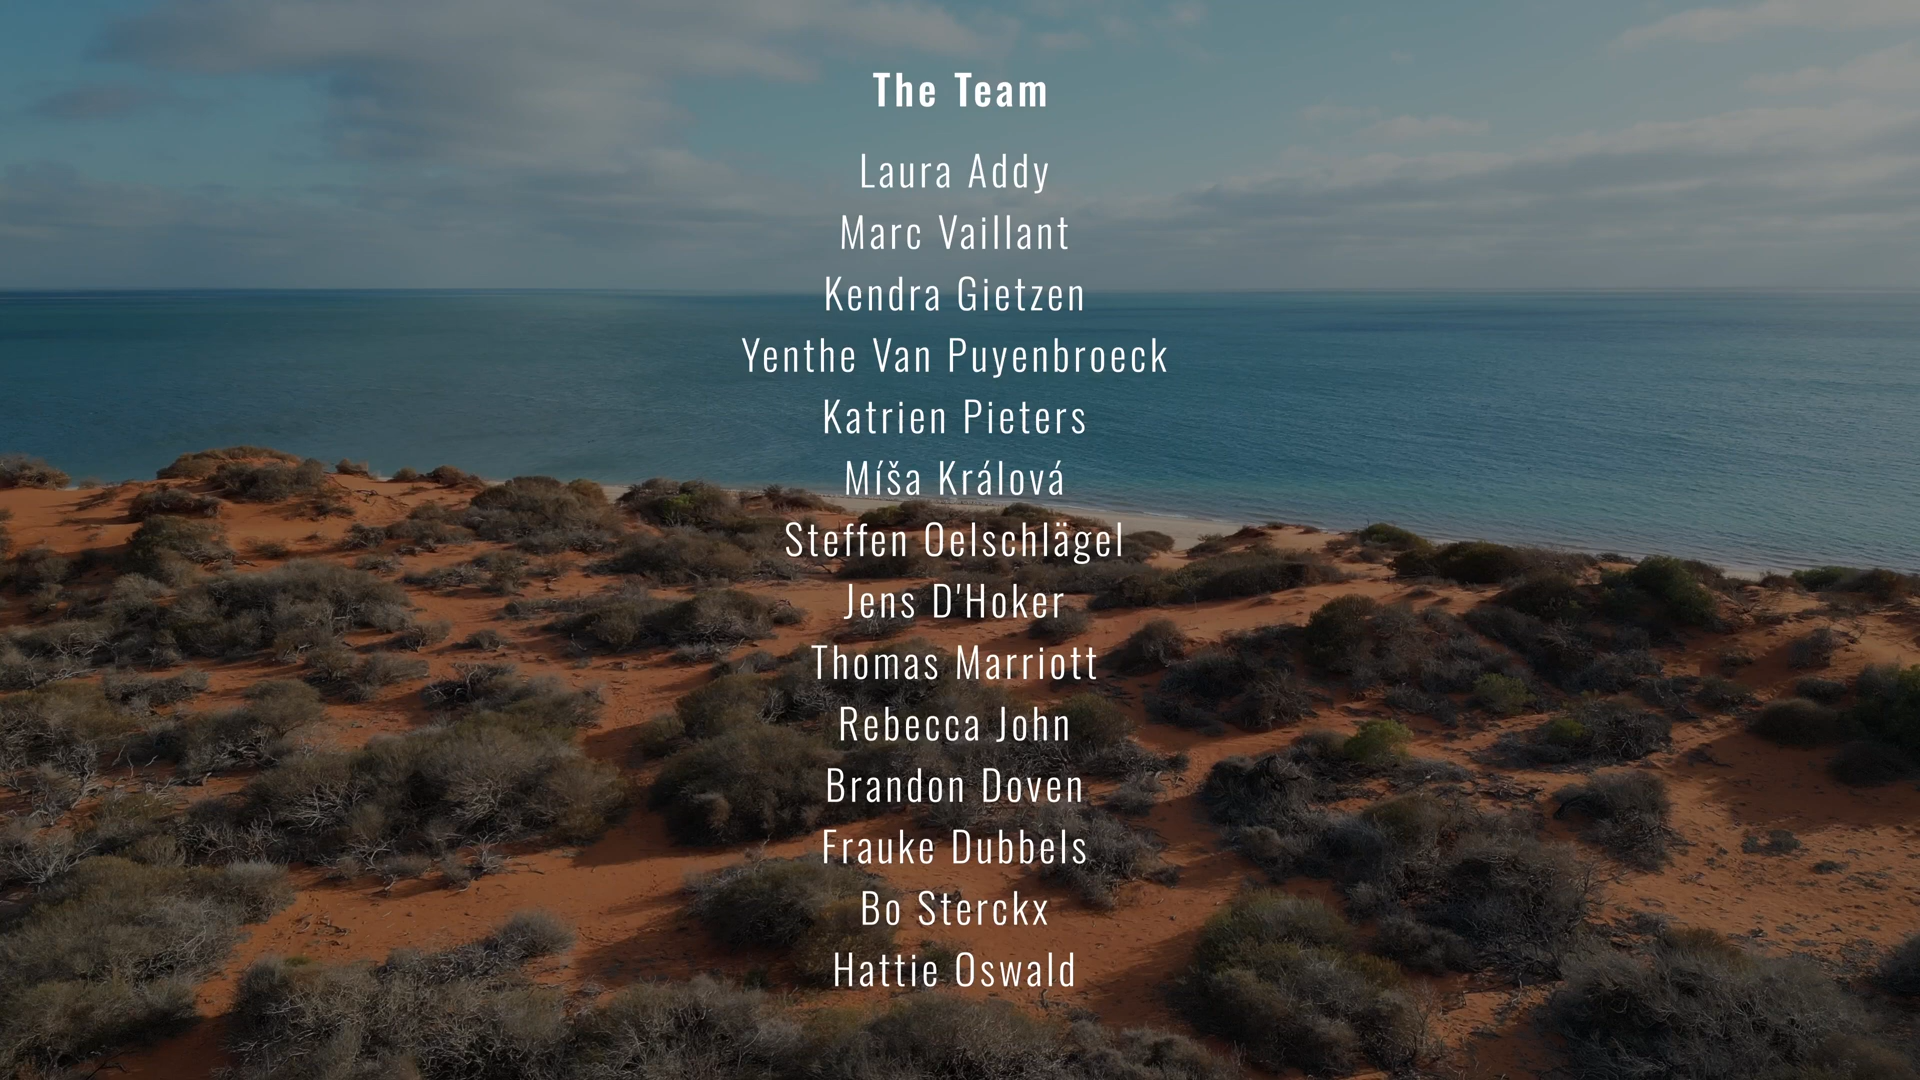 The Team
Laura Addy
Marc Vaillant
Kendra Gietzen
Yenthe Van Puyenbroeck
Katrien Pieters
Míša Králová
Steffen Oelschlägel
Jens D'Hoker
Thomas Marriott
Rebecca John
Brandon Doven
Frauke Dubbels
Bo Sterckx
Hattie Oswald